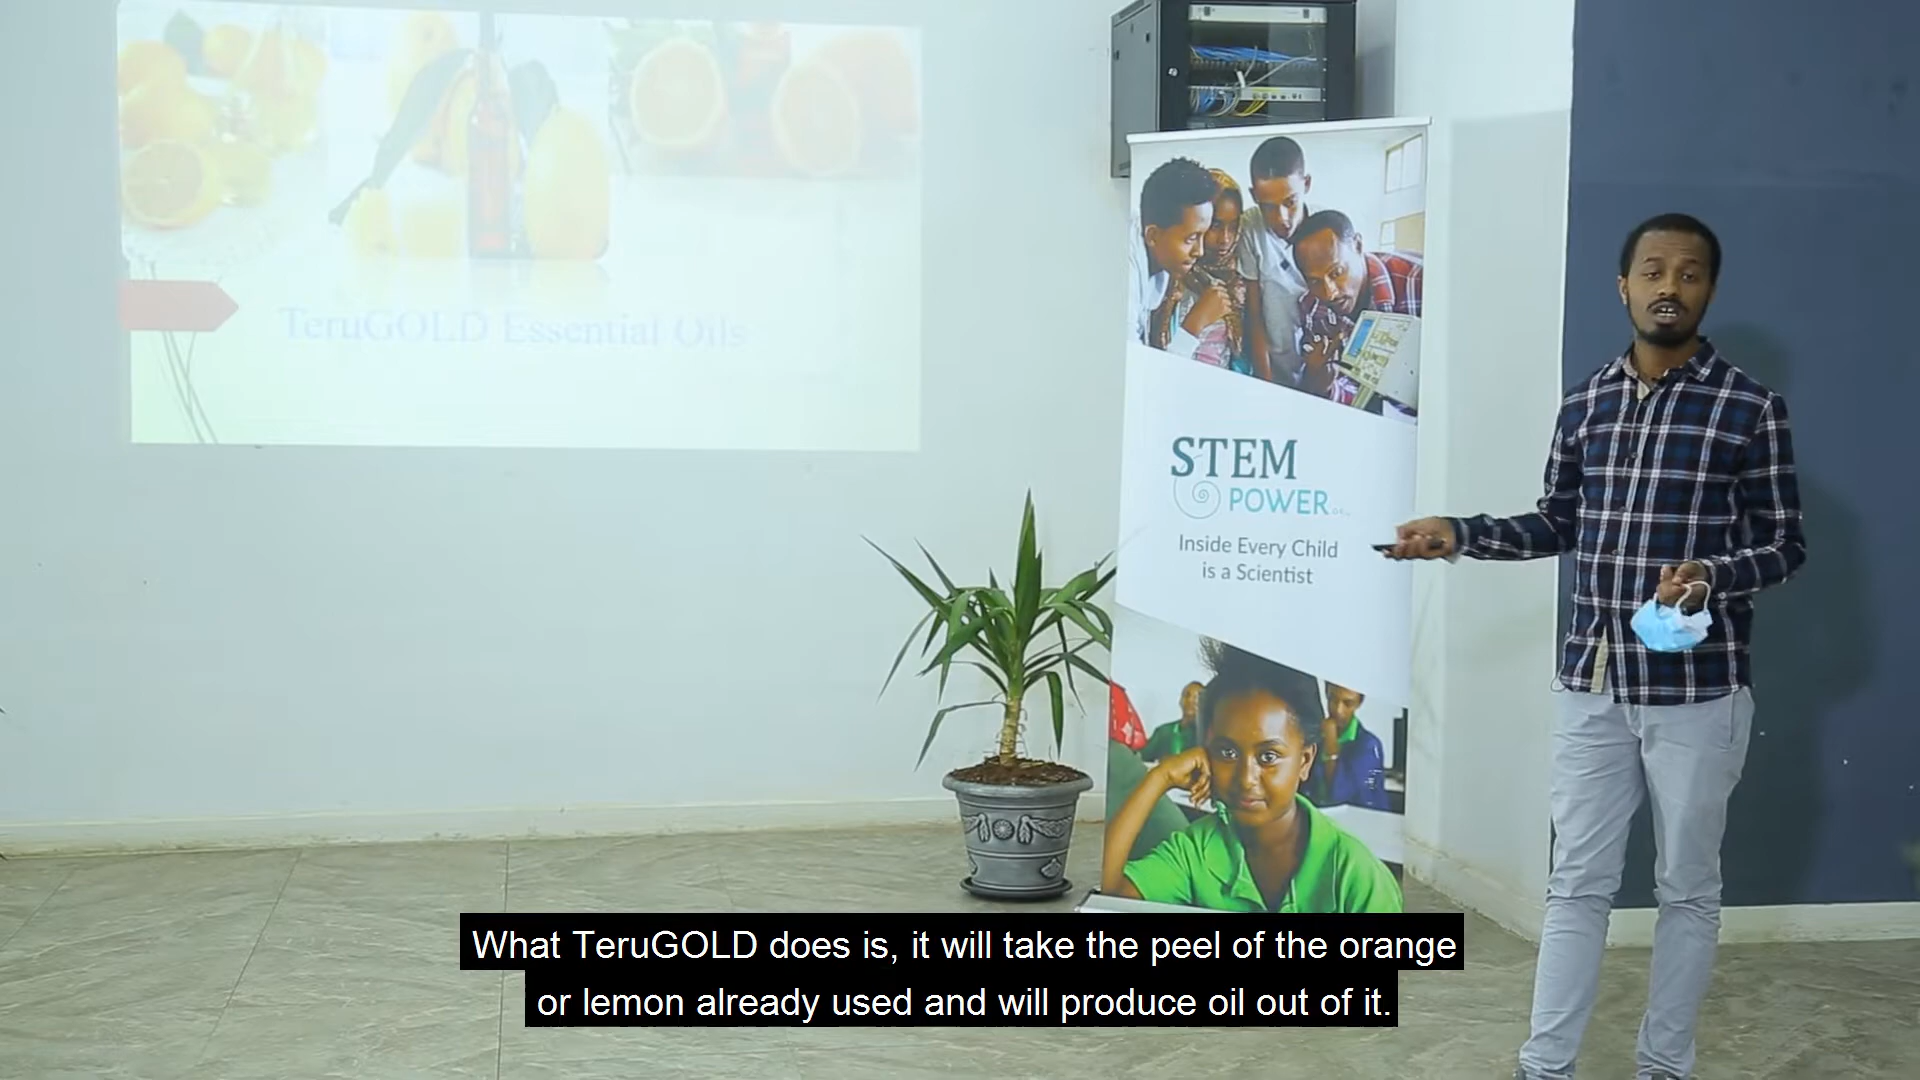 TeruGOLD Essential Oils
STEM
POWER
Inside Every Child
is a Scientist
What TeruGOLD does is, it will take the peel of the orange
or lemon already used and will produce oil out of it.